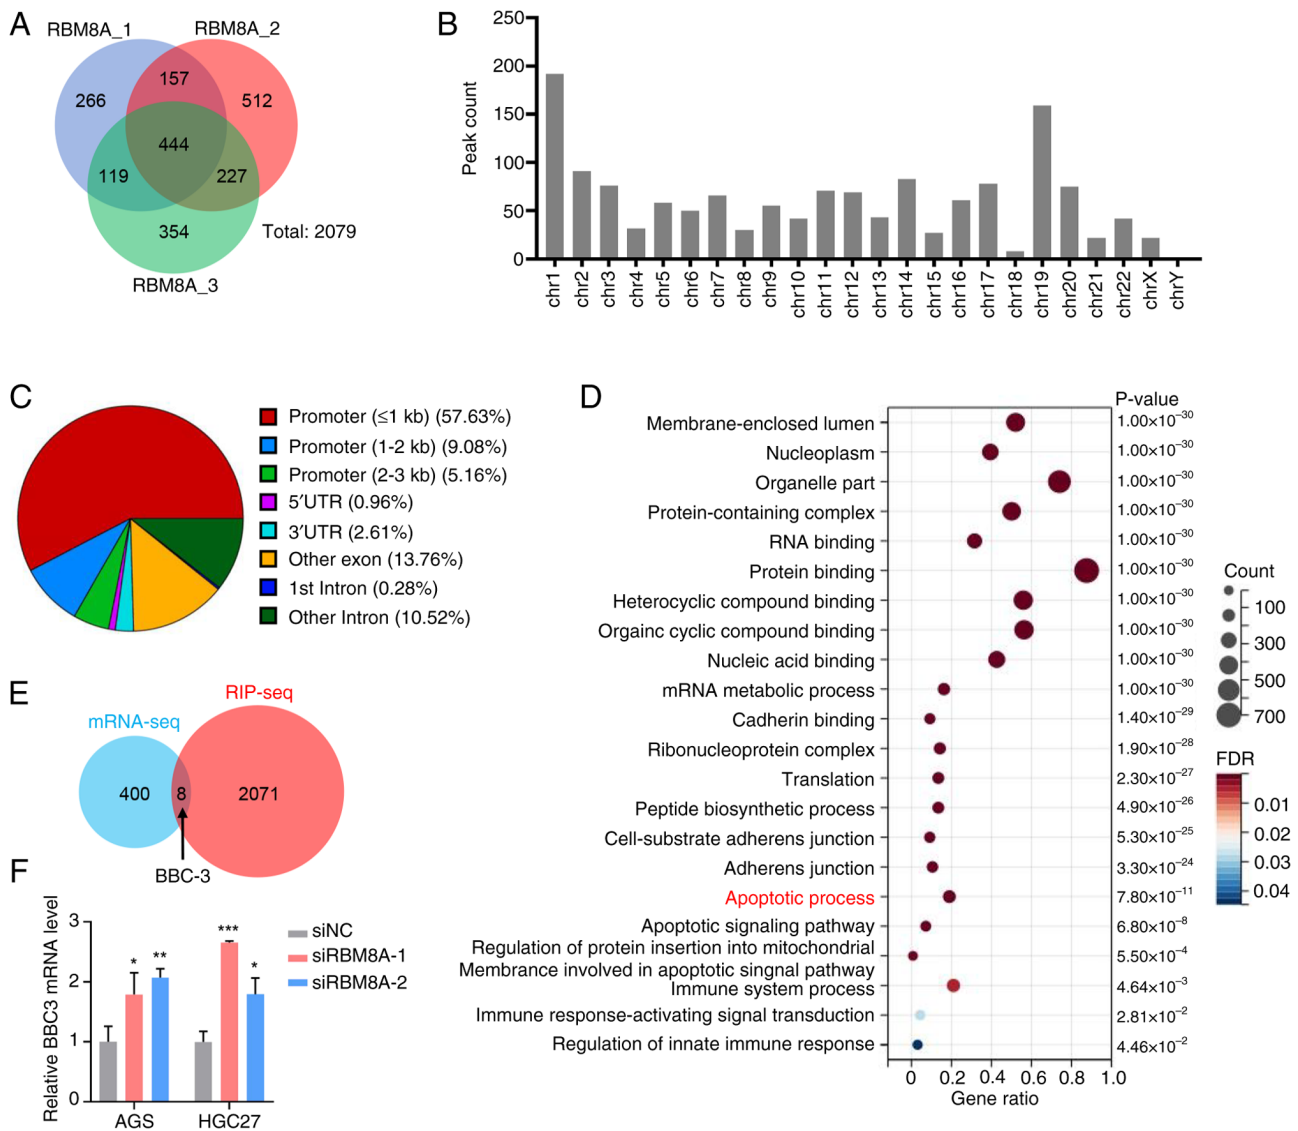 A
RBM8A_1
RBM8A_2
157
266
512
444
119
227
354
Total: 2079
RBM8A_3
B
Peak count
250
200
150
100
50
0
chr1
chr2
chr3
chr4
chr5
chr6
chr7
chr8
chr9
chr10
chr11
chr12
chr13
chr14
chr15
chr16
chr17
chr18
chr19
chr20
chr21
chr22
chrX
chrY
C
Promoter (≤1 kb) (57.63%)
Promoter (1-2 kb) (9.08%)
Promoter (2-3 kb) (5.16%)
5′UTR (0.96%)
3′UTR (2.61%)
Other exon (13.76%)
1st Intron (0.28%)
Other Intron (10.52%)
D
P-value
Membrane-enclosed lumen 1.00×10⁻³⁰
Nucleoplasm 1.00×10⁻³⁰
Organelle part 1.00×10⁻³⁰
Protein-containing complex 1.00×10⁻³⁰
RNA binding 1.00×10⁻³⁰
Protein binding 1.00×10⁻³⁰
Heterocyclic compound binding 1.00×10⁻³⁰
Orgainc cyclic compound binding 1.00×10⁻³⁰
Nucleic acid binding 1.00×10⁻³⁰
mRNA metabolic process 1.00×10⁻³⁰
Cadherin binding 1.40×10⁻²⁹
Ribonucleoprotein complex 1.90×10⁻²⁸
Translation 2.30×10⁻²⁷
Peptide biosynthetic process 4.90×10⁻²⁶
Cell-substrate adherens junction 5.30×10⁻²⁵
Adherens junction 3.30×10⁻²⁴
Apoptotic process 7.80×10⁻¹¹
Apoptotic signaling pathway 6.80×10⁻⁸
Regulation of protein insertion into mitochondrial
Membrance involved in apoptotic singnal pathway 5.50×10⁻⁴
Immune system process 4.64×10⁻³
Immune response-activating signal transduction 2.81×10⁻²
Regulation of innate immune response 4.46×10⁻²
0 0.2 0.4 0.6 0.8 1.0
Gene ratio
Count
100
300
500
700
FDR
0.01
0.02
0.03
0.04
E
RIP-seq
mRNA-seq
400
8
2071
BBC-3
F
Relative BBC3 mRNA level
3
2
1
0
*
**
***
*
AGS
HGC27
siNC
siRBM8A-1
siRBM8A-2